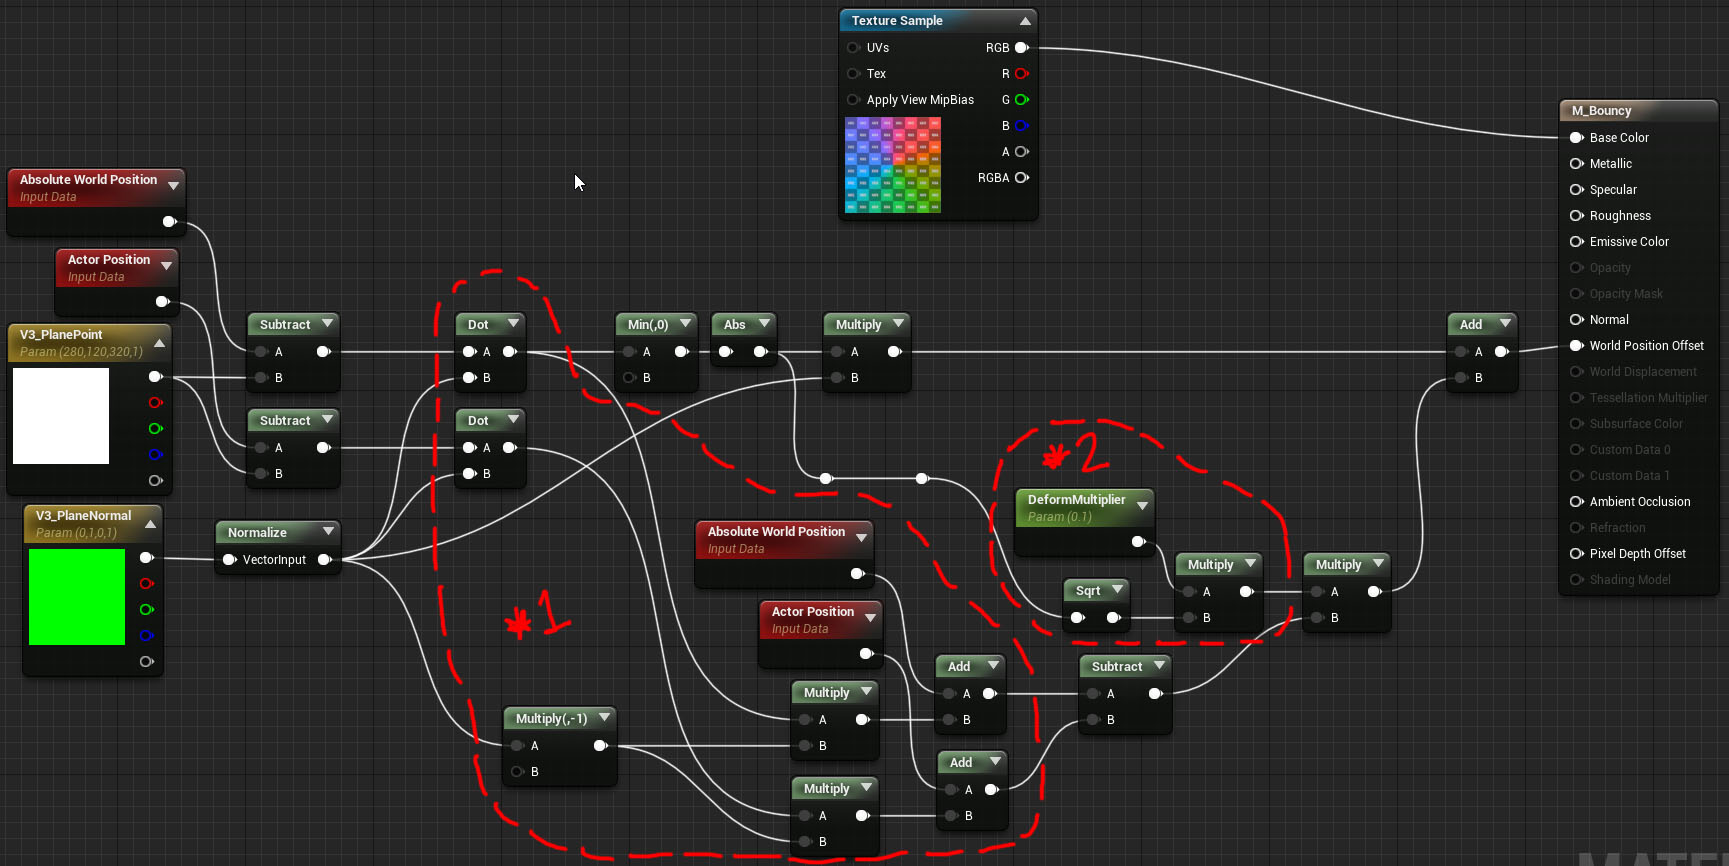 Texture Sample
UVs RGB
Tex R
Apply View MipBias G
B
A
RGBA
M_Bouncy
Base Color
Metallic
Specular
Roughness
Emissive Color
Opacity
Opacity Mask
Normal
World Position Offset
World Displacement
Tessellation Multiplier
Subsurface Color
Custom Data 0
Custom Data 1
Ambient Occlusion
Refraction
Pixel Depth Offset
Shading Model
Absolute World Position
Input Data
Actor Position
Input Data
V3_PlanePoint
Param (280,120,320,1)
V3_PlaneNormal
Param (0,1,0,1)
Subtract
A
B
Subtract
A
B
Normalize
VectorInput
Dot
A
B
Dot
A
B
Min(,0)
A
B
Abs
Multiply
A
B
Add
A
B
*1
*2
DeformMultiplier
Param (0.1)
Sqrt
Multiply
A
B
Multiply
A
B
Absolute World Position
Input Data
Actor Position
Input Data
Multiply(,-1)
A
B
Multiply
A
B
Multiply
A
B
Add
A
B
Add
A
B
Subtract
A
B